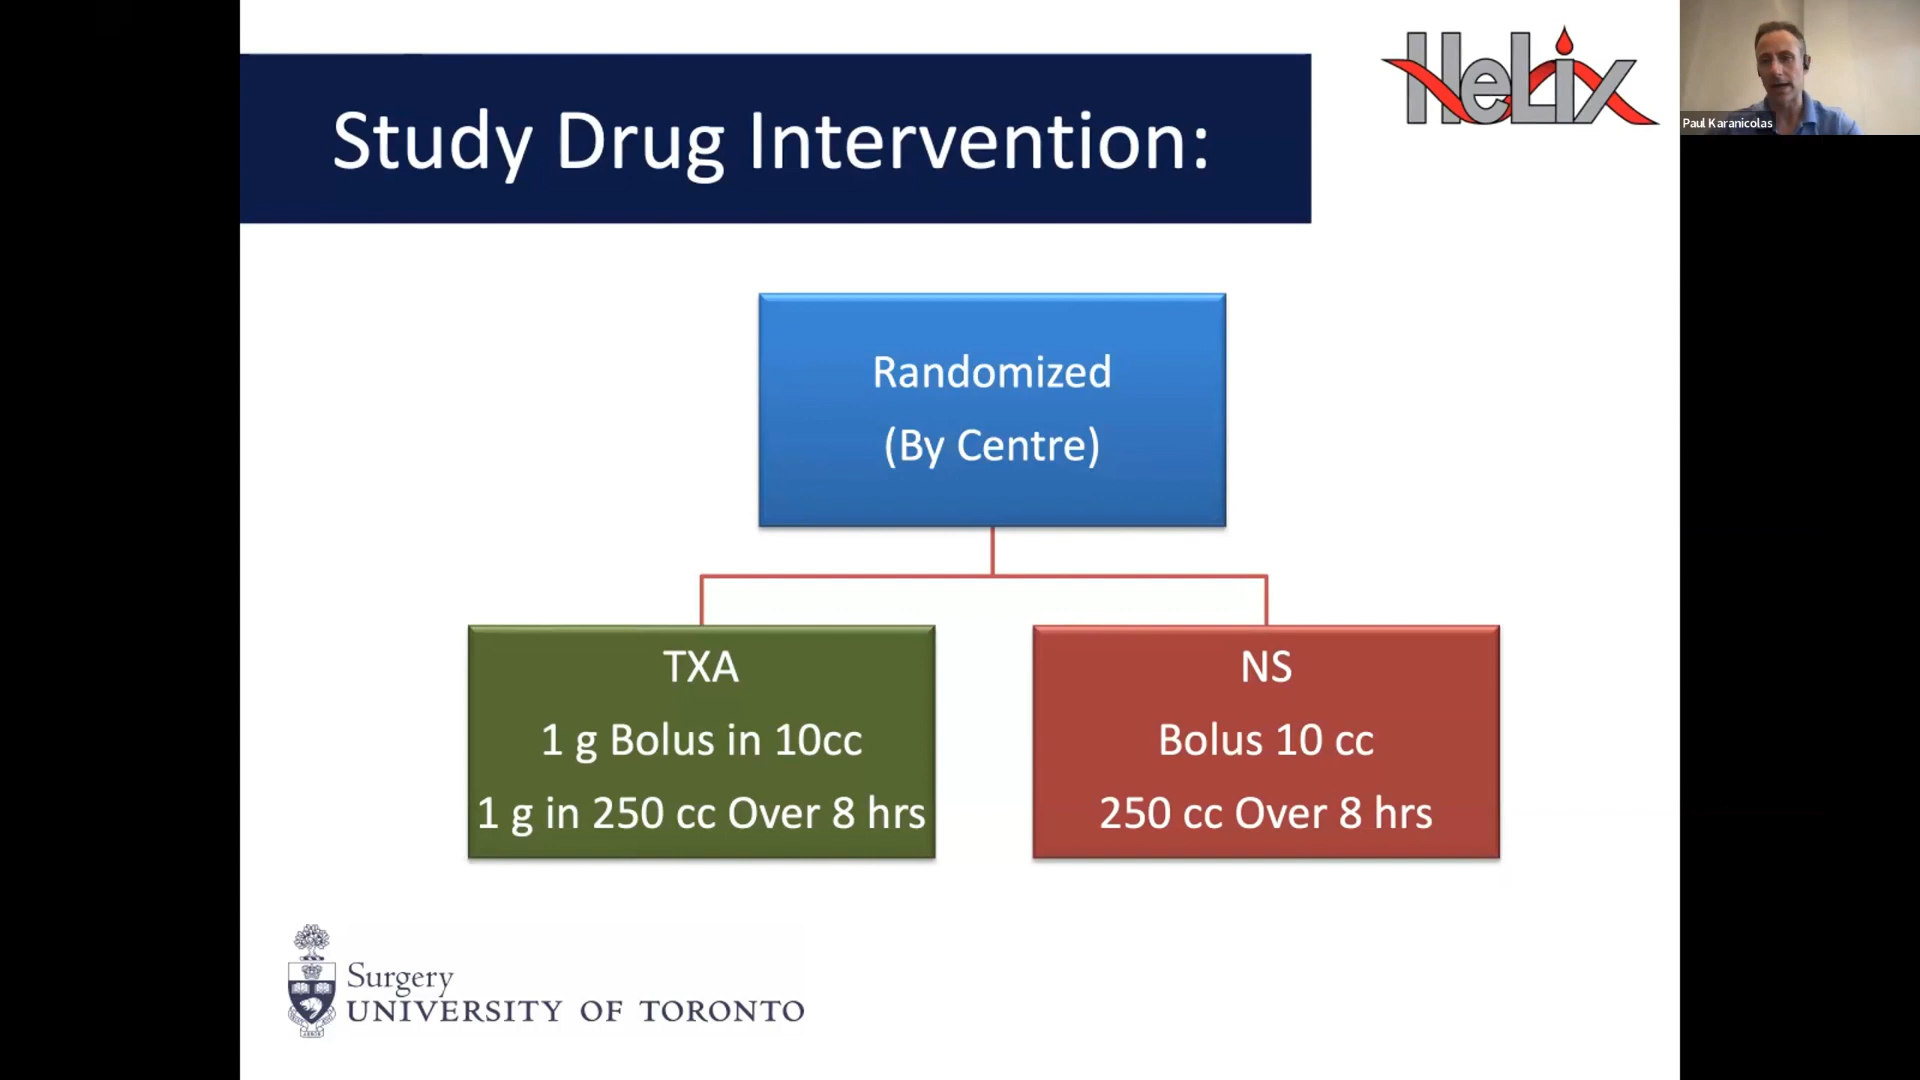 Study Drug Intervention:
HeLix
Paul Karanicolas
Randomized
(By Centre)
TXA
1 g Bolus in 10cc
1 g in 250 cc Over 8 hrs
NS
Bolus 10 cc
250 cc Over 8 hrs
Surgery
UNIVERSITY OF TORONTO